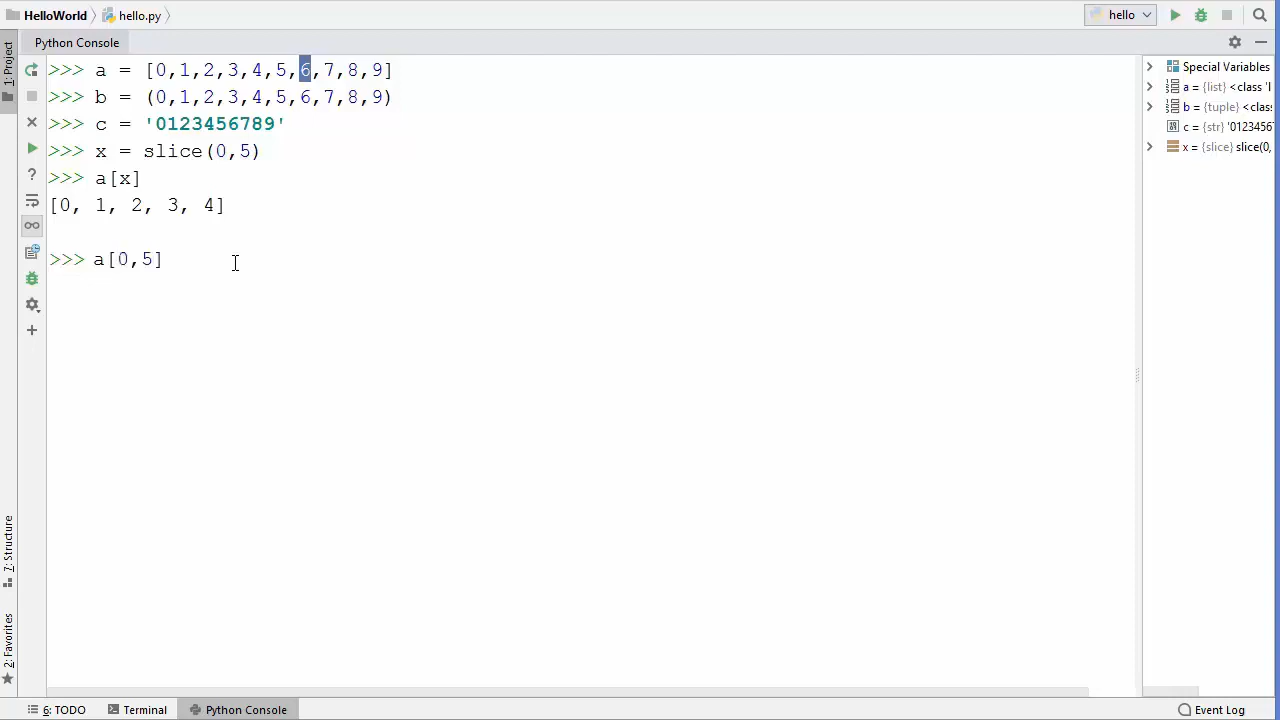 HelloWorld hello.py hello
1: Project
Python Console
>>> a = [0,1,2,3,4,5,6,7,8,9]
>>> b = (0,1,2,3,4,5,6,7,8,9)
>>> c = '0123456789'
>>> x = slice(0,5)
>>> a[x]
[0, 1, 2, 3, 4]
>>> a[0,5]
Special Variables
a = {list} <class 'l
b = {tuple} <class
c = {str} '01234567
x = {slice} slice(0,
7: Structure
2: Favorites
6: TODO Terminal Python Console Event Log